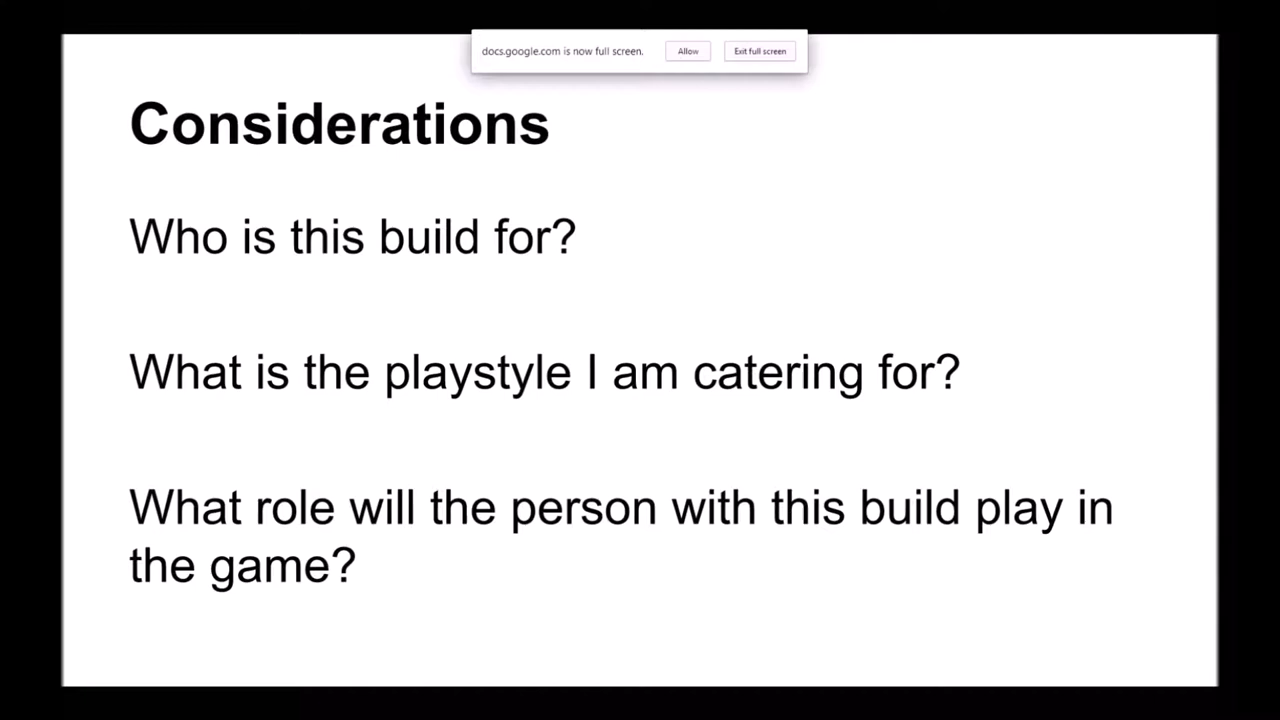 docs.google.com is now full screen. Allow Exit full screen
Considerations
Who is this build for?
What is the playstyle I am catering for?
What role will the person with this build play in
the game?